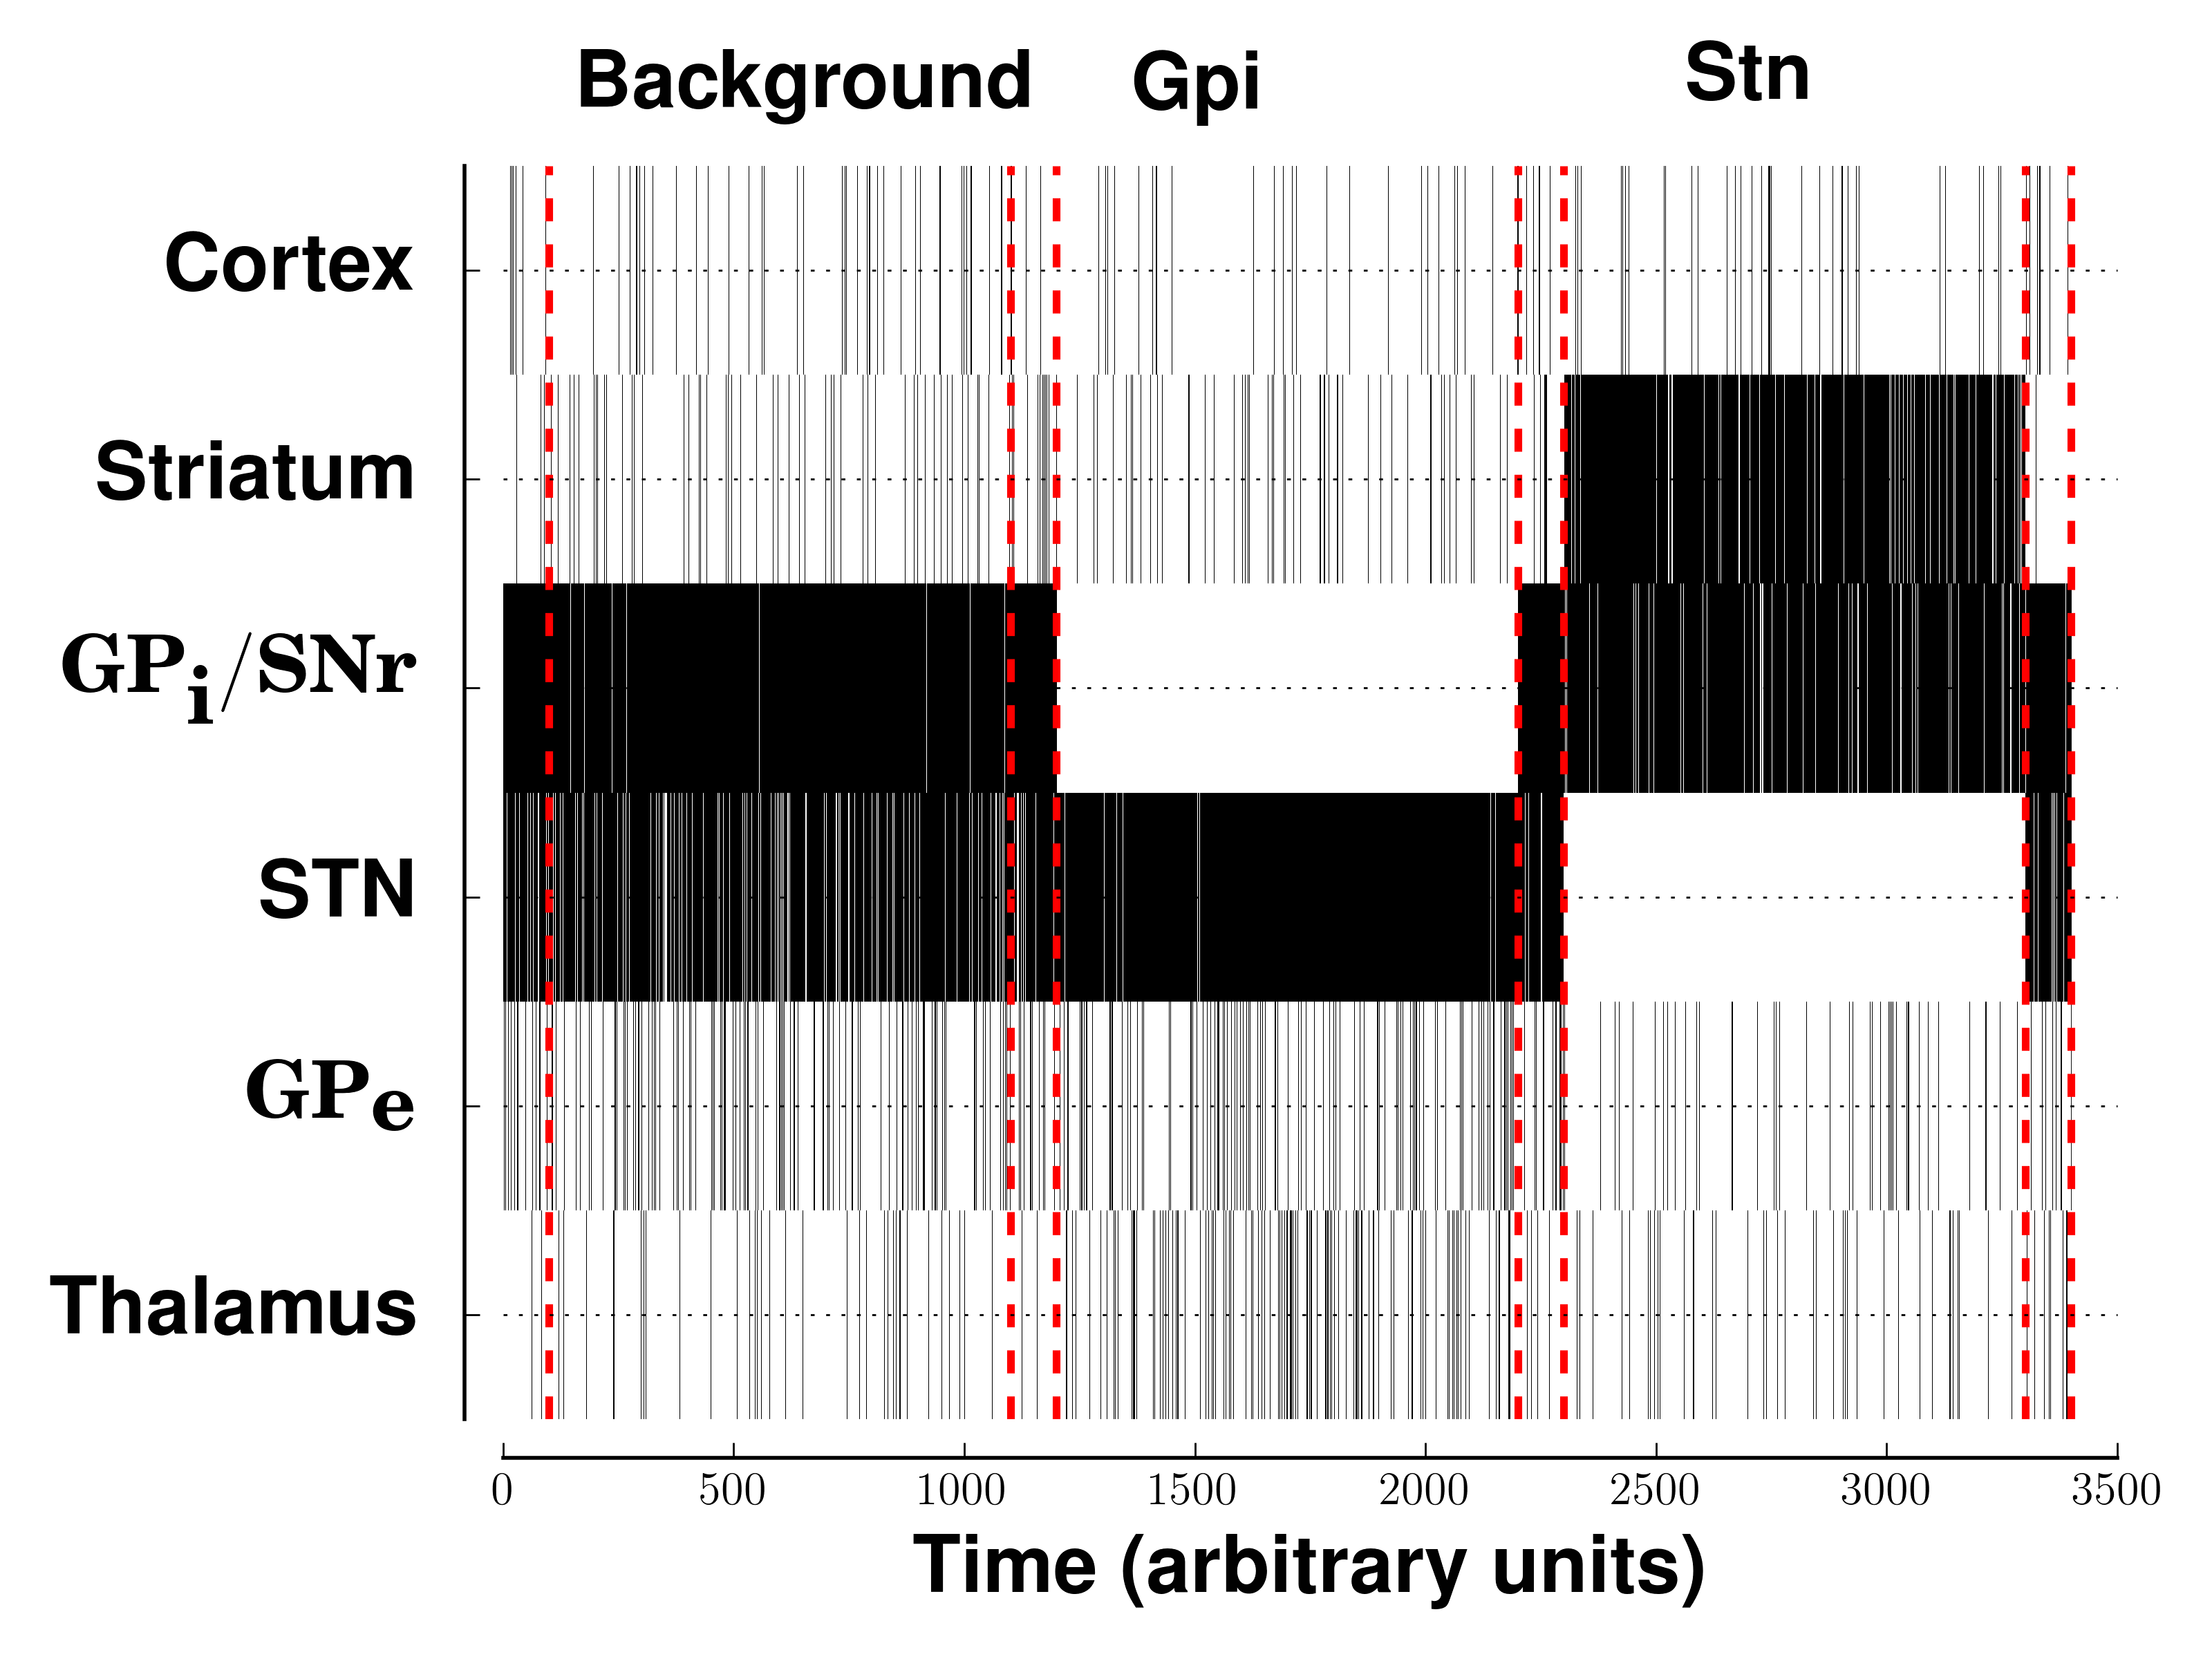 Background Gpi Stn
Cortex
Striatum
GPi/SNr
STN
GPe
Thalamus
0 500 1000 1500 2000 2500 3000 3500
Time (arbitrary units)